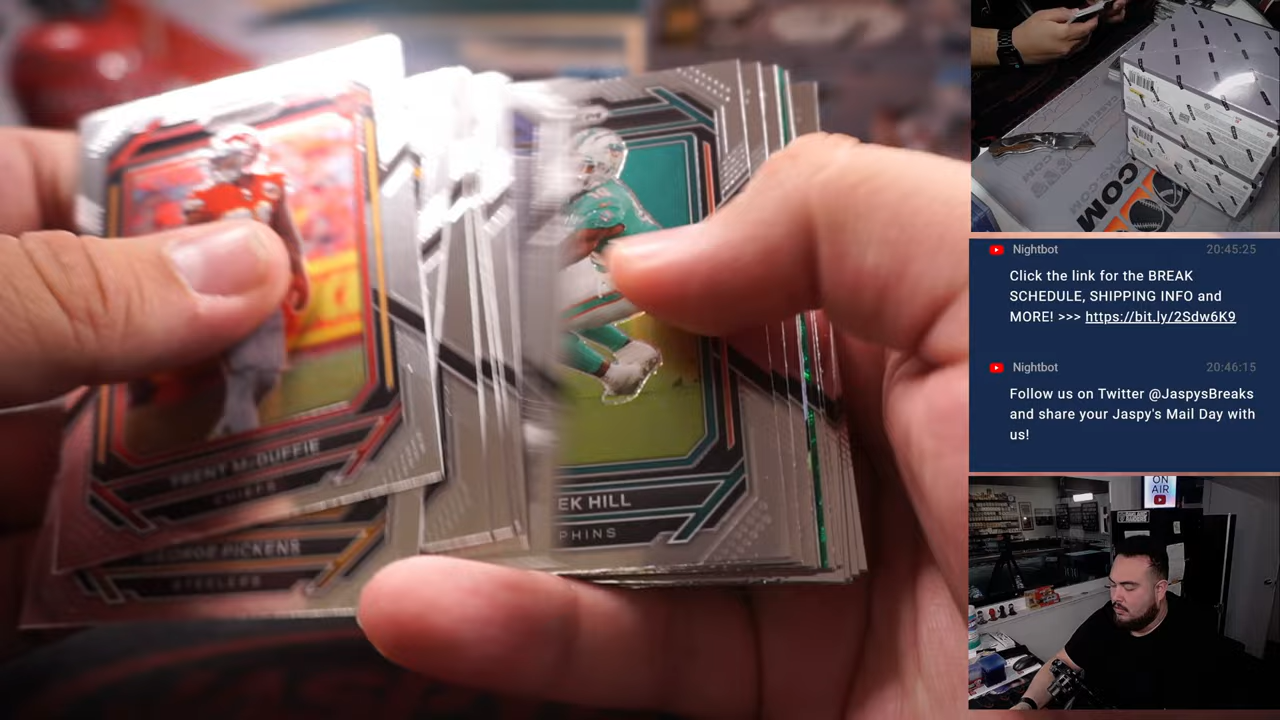 TRENT McDUFFIE
CHIEFS
GEORGE PICKENS
STEELERS
EK HILL
PHINS
COM
Nightbot 20:45:25
Click the link for the BREAK
SCHEDULE, SHIPPING INFO and
MORE! >>> https://bit.ly/2Sdw6K9
Nightbot 20:46:15
Follow us on Twitter @JaspysBreaks
and share your Jaspy's Mail Day with
us!
ON
AIR